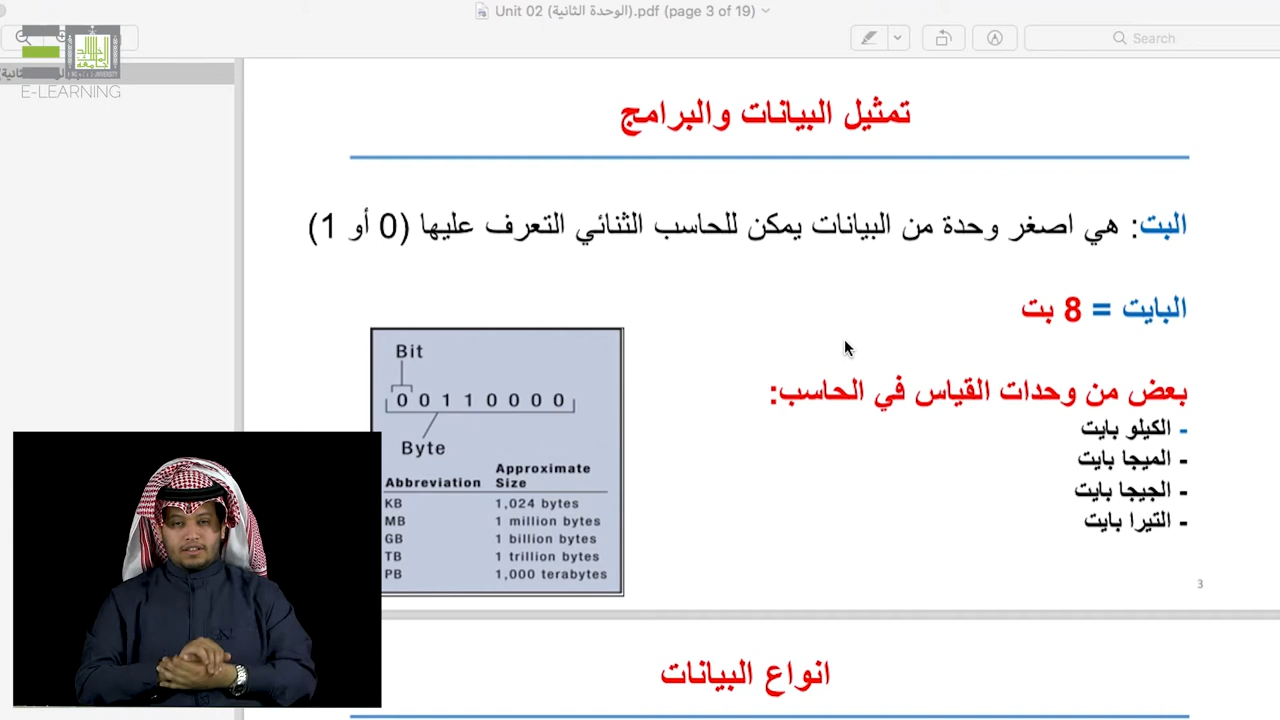 Unit 02 (الوحدة الثانية).pdf (page 3 of 19)
Search
E-LEARNING
تمثيل البيانات والبرامج
البت: هي اصغر وحدة من البيانات يمكن للحاسب الثنائي التعرف عليها (0 أو 1)
البايت = 8 بت
بعض من وحدات القياس في الحاسب:
- الكيلو بايت
- الميجا بايت
- الجيجا بايت
- التيرا بايت
Bit
0 0 1 1 0 0 0 0
Byte
Abbreviation Approximate Size
KB 1,024 bytes
MB 1 million bytes
GB 1 billion bytes
TB 1 trillion bytes
PB 1,000 terabytes
3
انواع البيانات